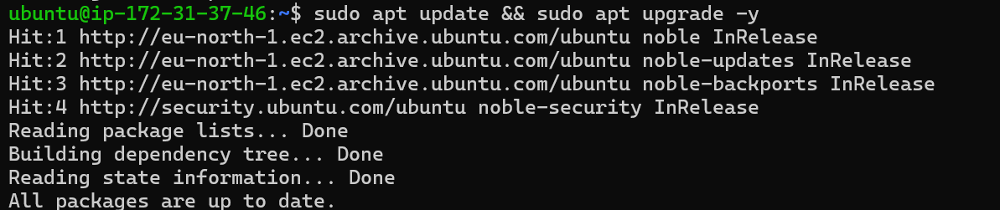 ubuntu@ip-172-31-37-46:~$ sudo apt update && sudo apt upgrade -y
Hit:1 http://eu-north-1.ec2.archive.ubuntu.com/ubuntu noble InRelease
Hit:2 http://eu-north-1.ec2.archive.ubuntu.com/ubuntu noble-updates InRelease
Hit:3 http://eu-north-1.ec2.archive.ubuntu.com/ubuntu noble-backports InRelease
Hit:4 http://security.ubuntu.com/ubuntu noble-security InRelease
Reading package lists... Done
Building dependency tree... Done
Reading state information... Done
All packages are up to date.